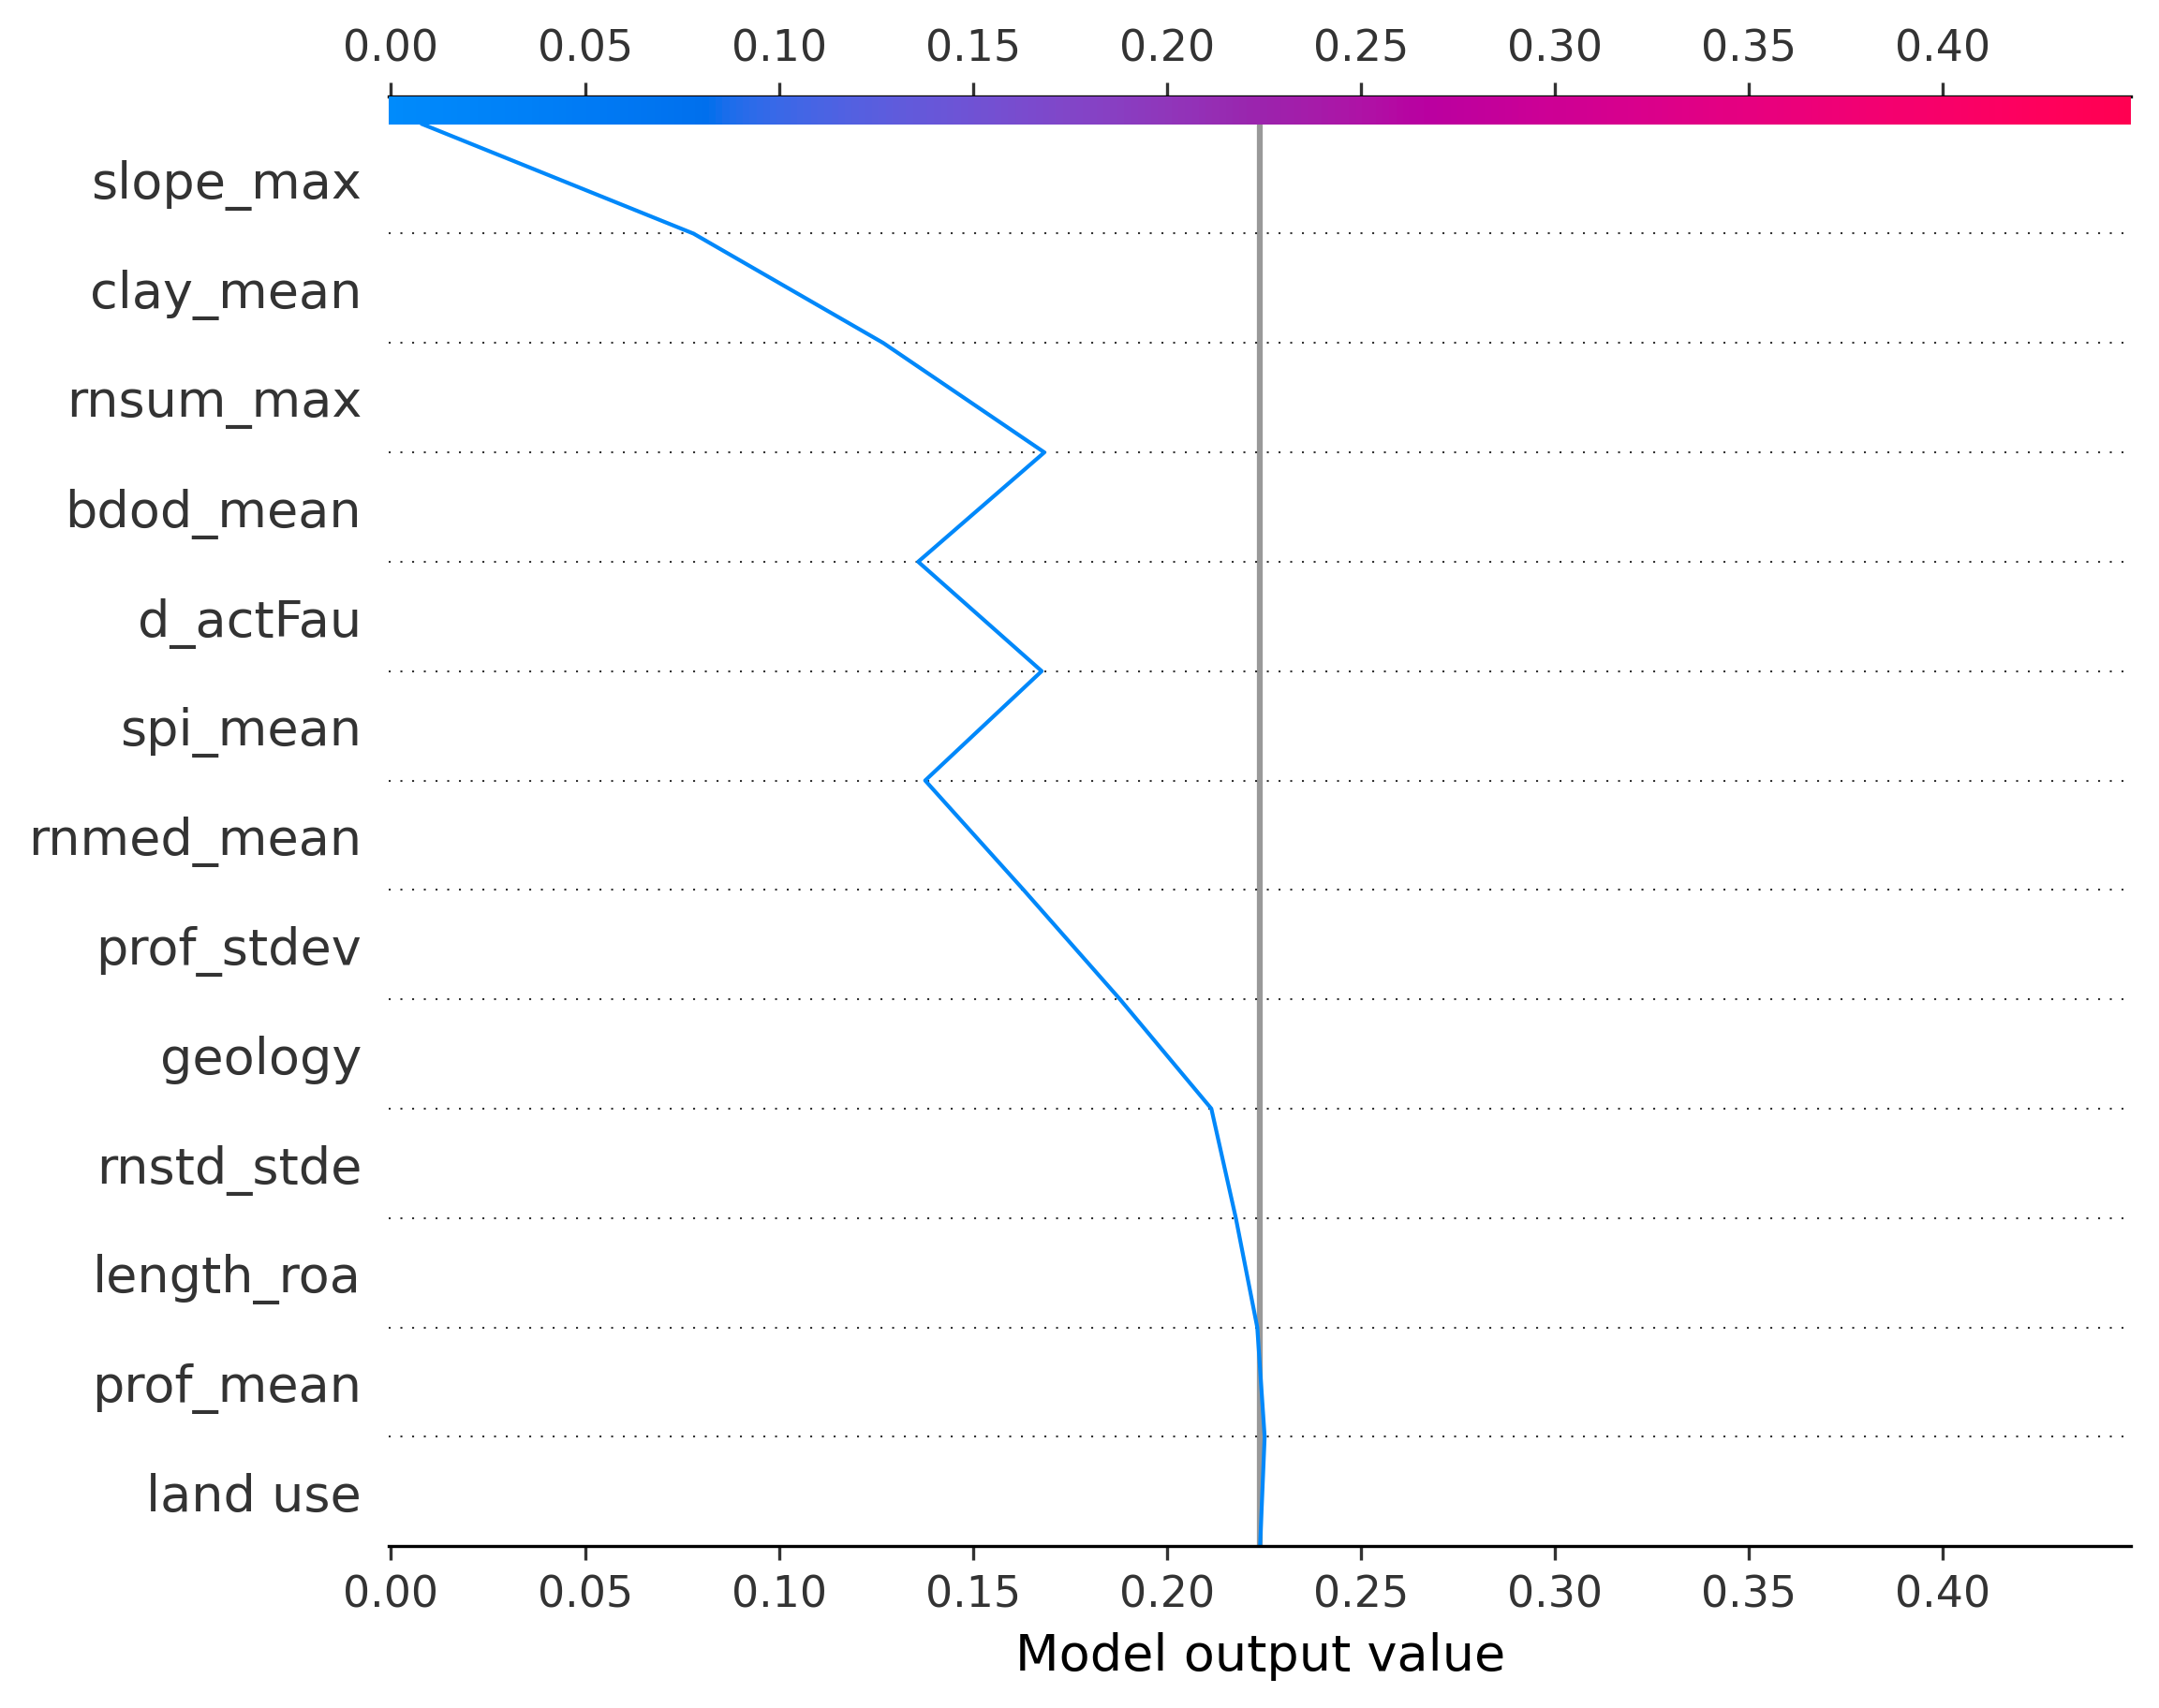 0.00 0.05 0.10 0.15 0.20 0.25 0.30 0.35 0.40
slope_max
clay_mean
rnsum_max
bdod_mean
d_actFau
spi_mean
rnmed_mean
prof_stdev
geology
rnstd_stde
length_roa
prof_mean
land use
0.00 0.05 0.10 0.15 0.20 0.25 0.30 0.35 0.40
Model output value